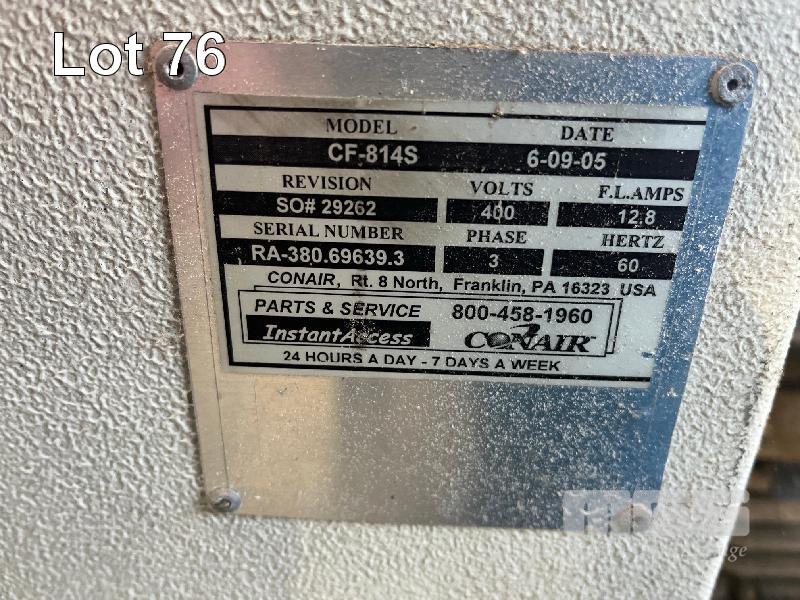 Lot 76
MODEL DATE
CF-814S 6-09-05
REVISION VOLTS F.L.AMPS
SO# 29262 400 12.8
SERIAL NUMBER PHASE HERTZ
RA-380.69639.3 3 60
CONAIR, Rt. 8 North, Franklin, PA 16323 USA
PARTS & SERVICE 800-458-1960
InstantAccess CONAIR™
24 HOURS A DAY - 7 DAYS A WEEK